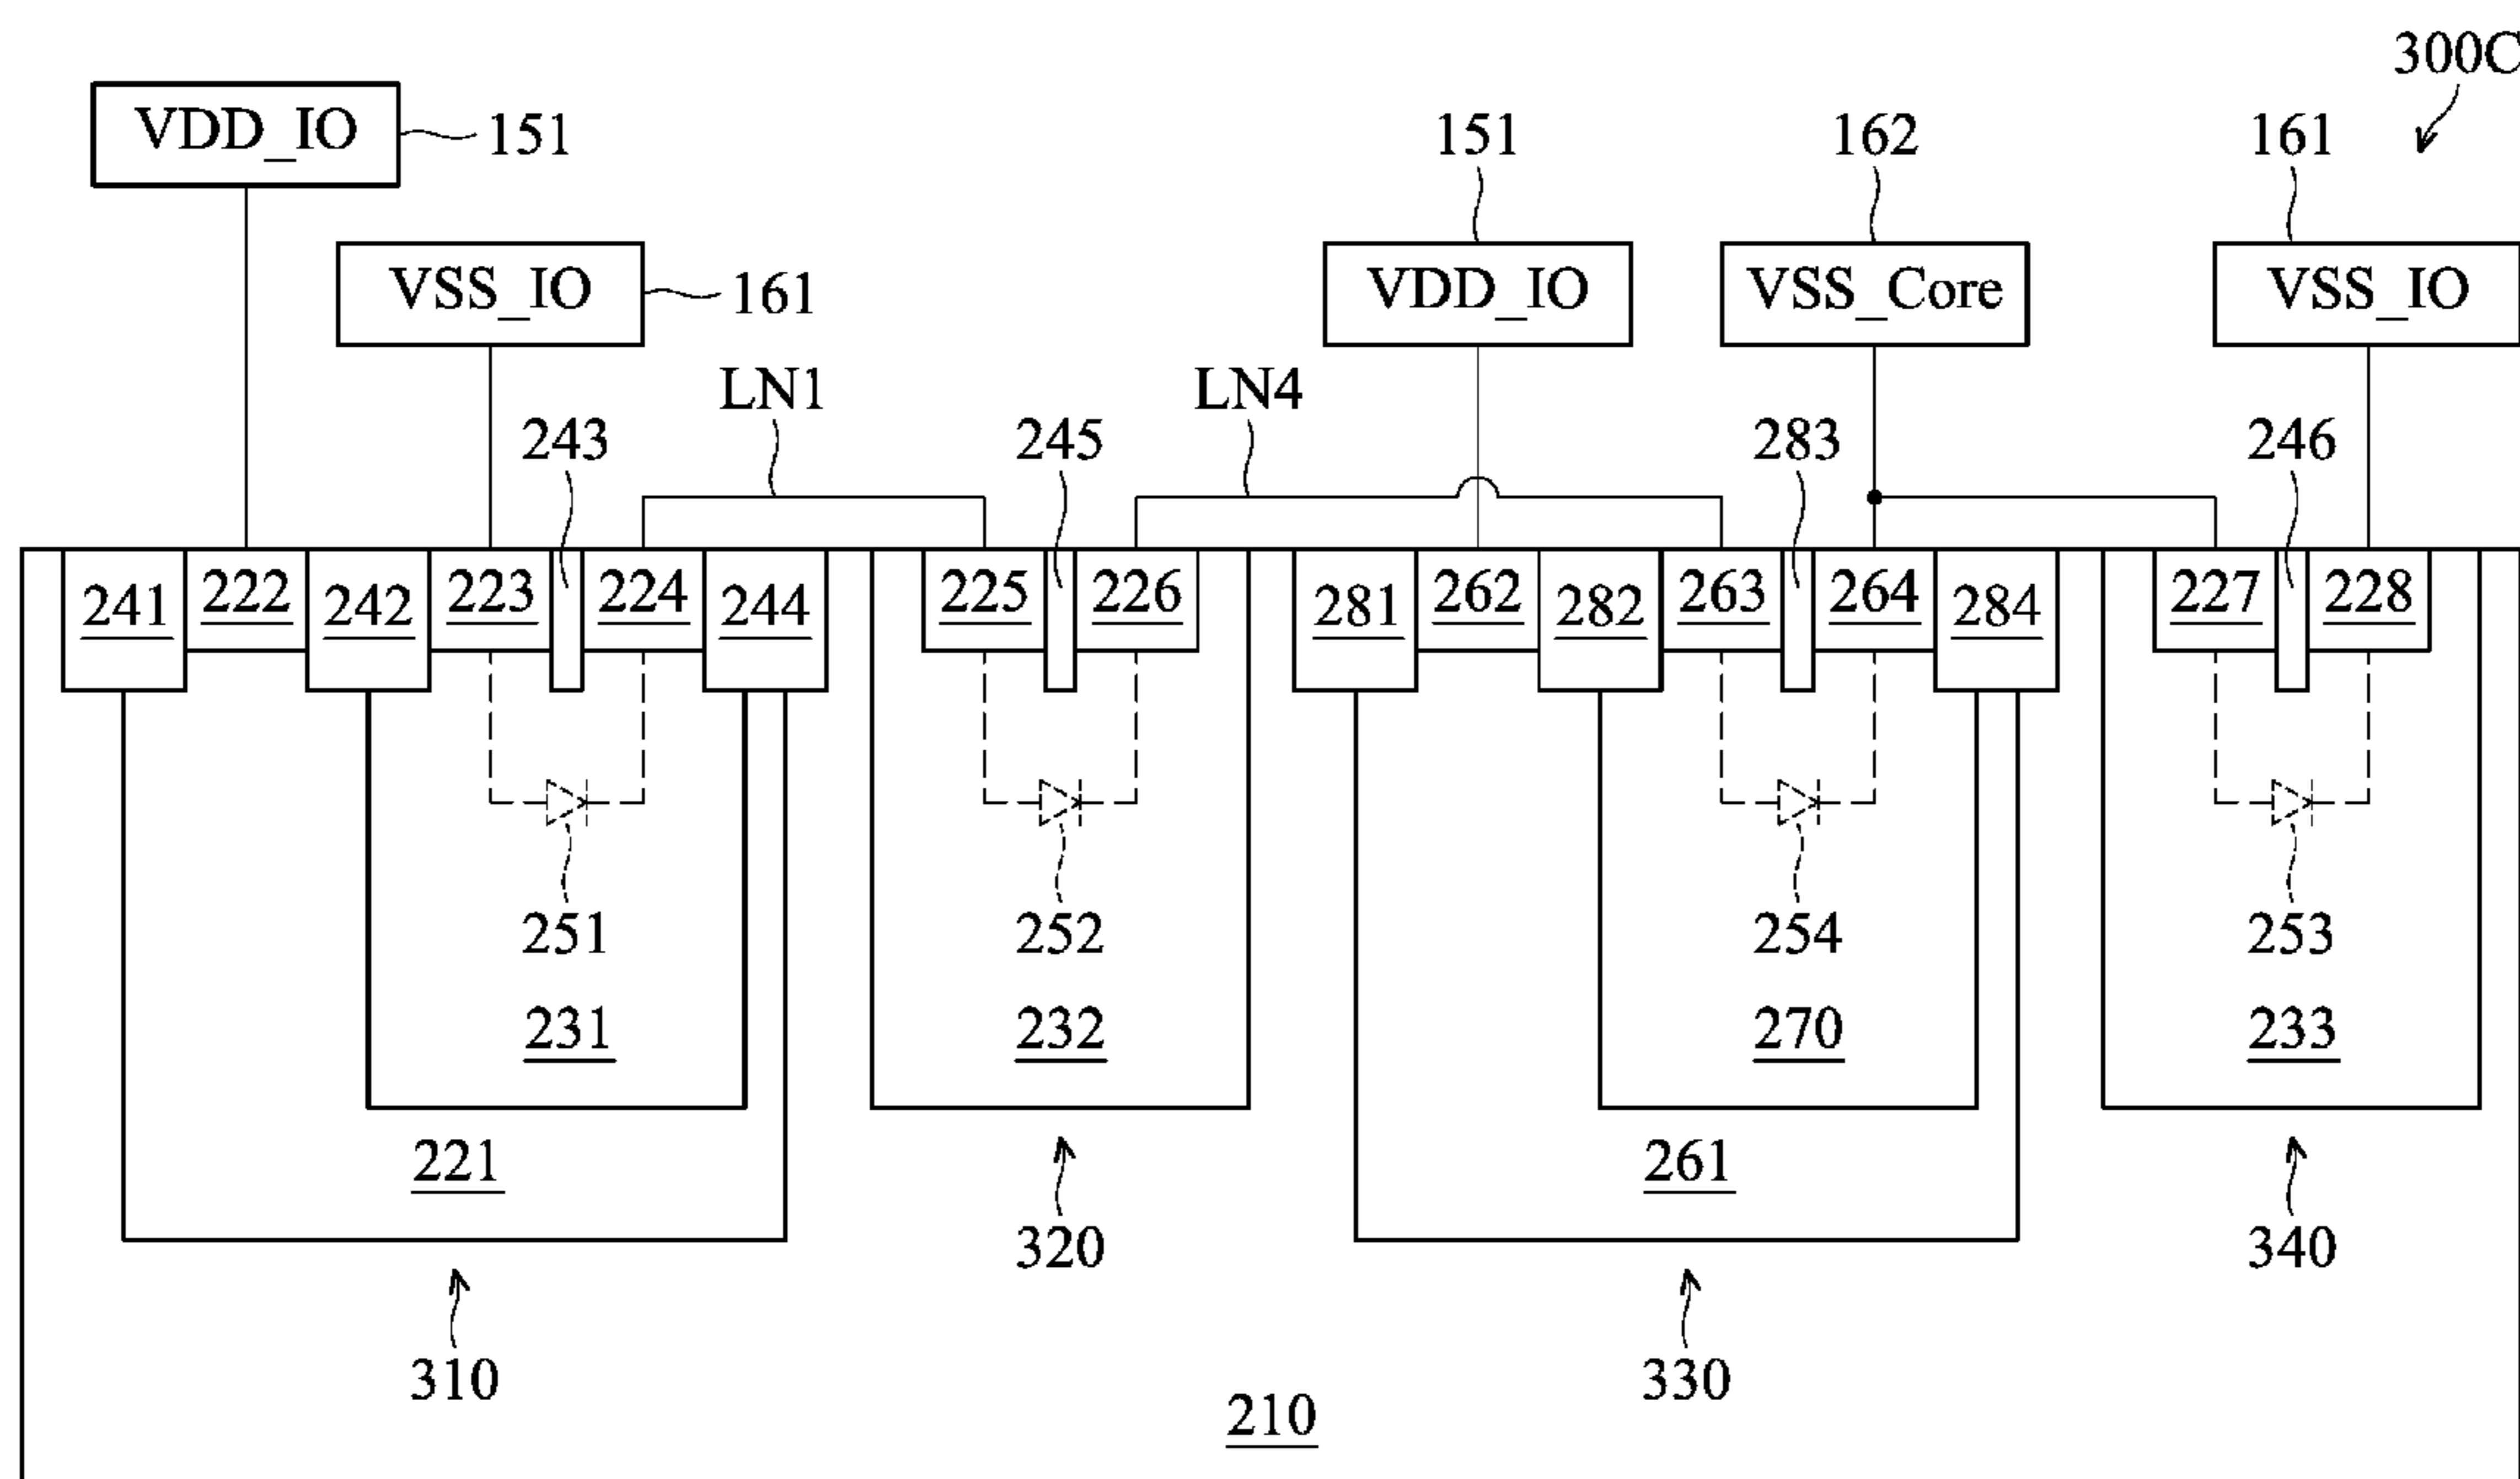 300C
VDD_IO 151 151 162 161
VSS_IO 161 VDD_IO VSS_Core VSS_IO
LN1 LN4
243 245 283 246
241 222 242 223 224 244 225 226 281 262 282 263 264 284 227 228
251 252 254 253
231 232 270 233
221 261
320 340
310 330
210